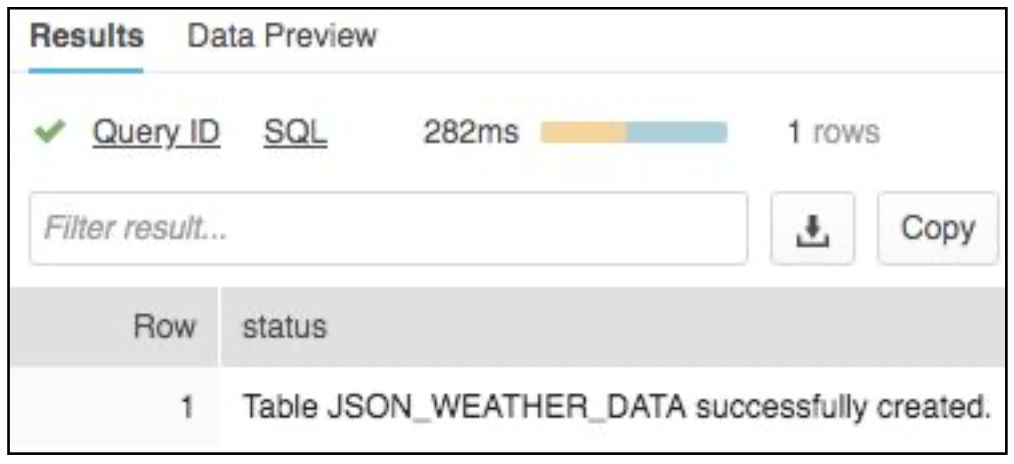 Results Data Preview
Query ID SQL 282ms 1 rows
Filter result... Copy
Row status
1 Table JSON_WEATHER_DATA successfully created.